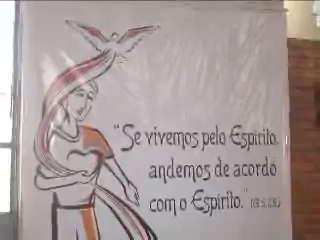 "Se vivemos pelo Espírito,
andemos de acordo
com o Espírito."